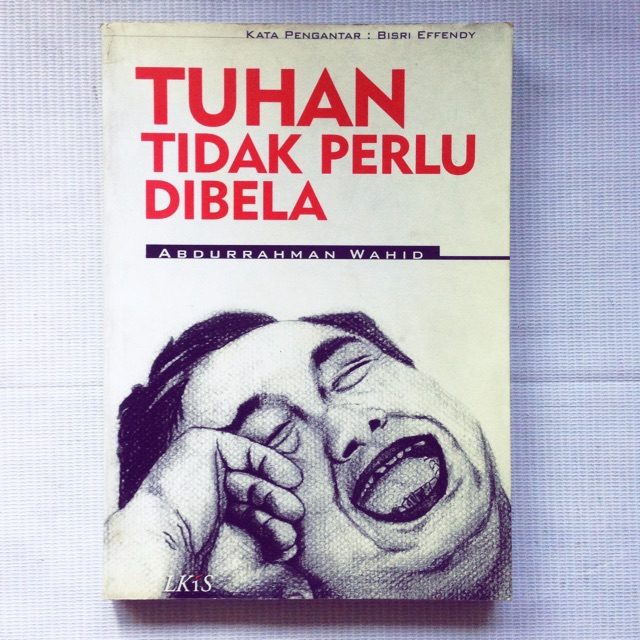 KATA PENGANTAR : BISRI EFFENDY
TUHAN
TIDAK PERLU
DIBELA
ABDURRAHMAN WAHID
LKiS